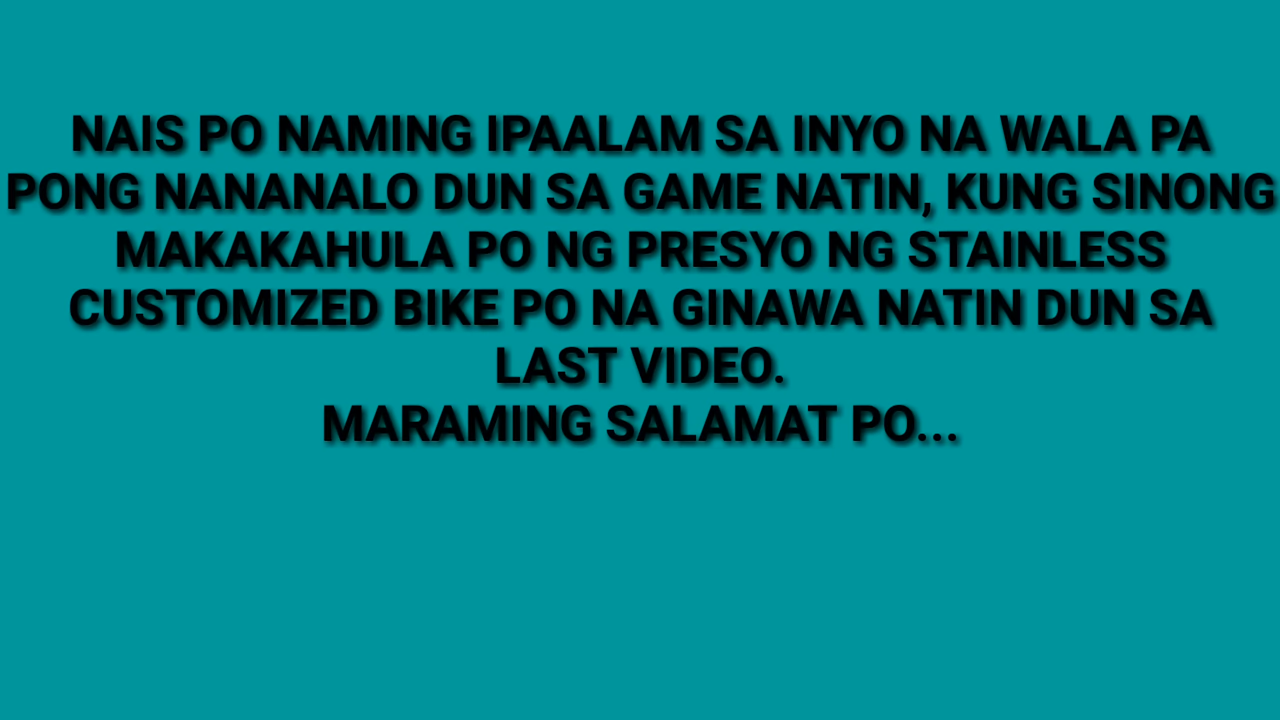 NAIS PO NAMING IPAALAM SA INYO NA WALA PA
PONG NANANALO DUN SA GAME NATIN, KUNG SINONG
MAKAKAHULA PO NG PRESYO NG STAINLESS
CUSTOMIZED BIKE PO NA GINAWA NATIN DUN SA
LAST VIDEO.
MARAMING SALAMAT PO...